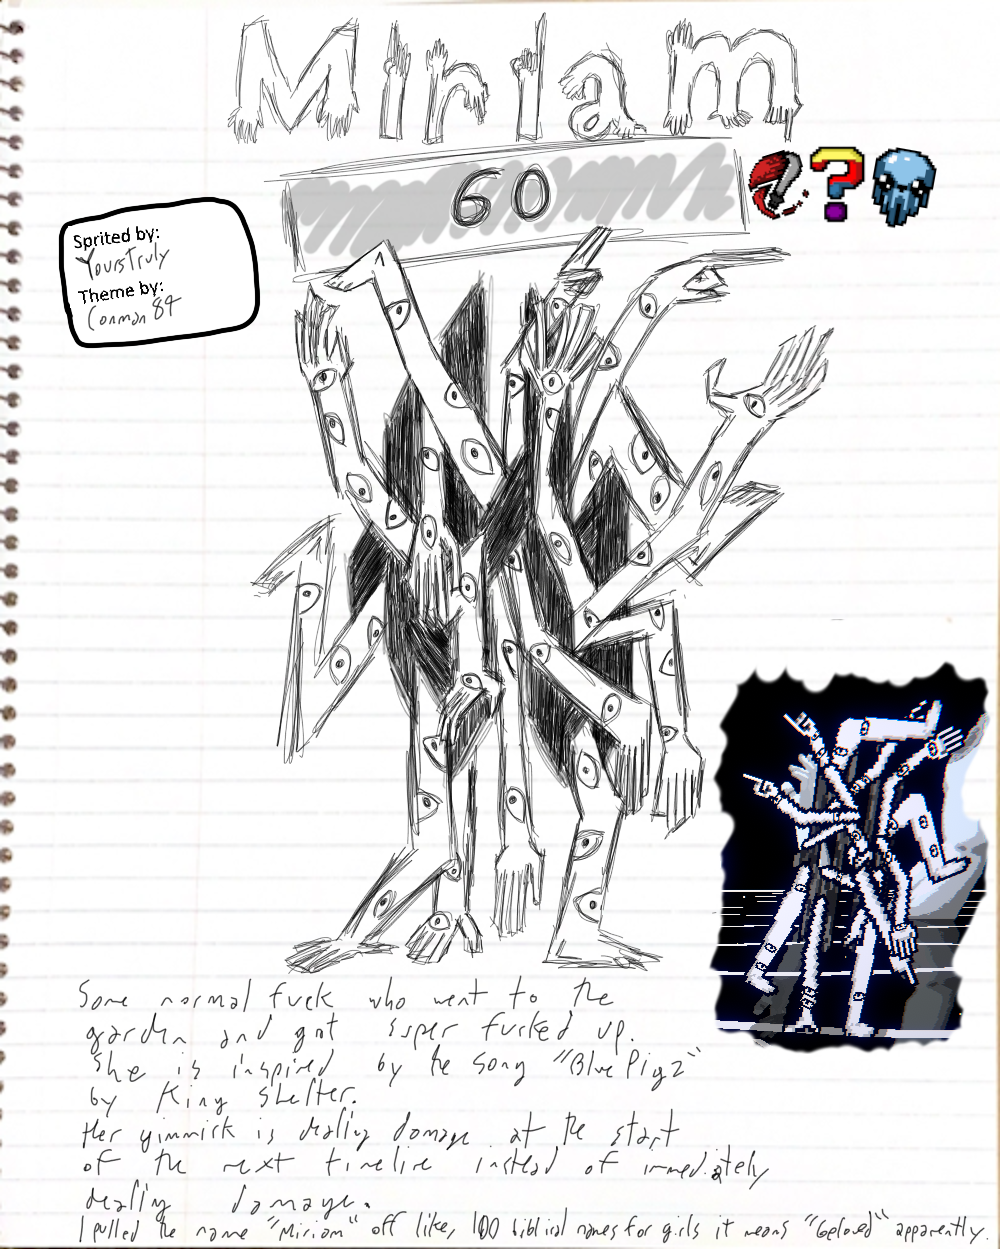 Miriam
60
?
Sprited by:
YoursTruly
Theme by:
Conman84
Some normal fuck who went to the
garden and got super fucked up.
She is inspired by the song "Blue Pigz"
by King Shelter.
Her gimmick is dealing damage at the start
of the next timeline instead of immediately
dealing damage.
I pulled the name "Miriam" off like, 100 biblical names for girls it means "beloved" apparently.